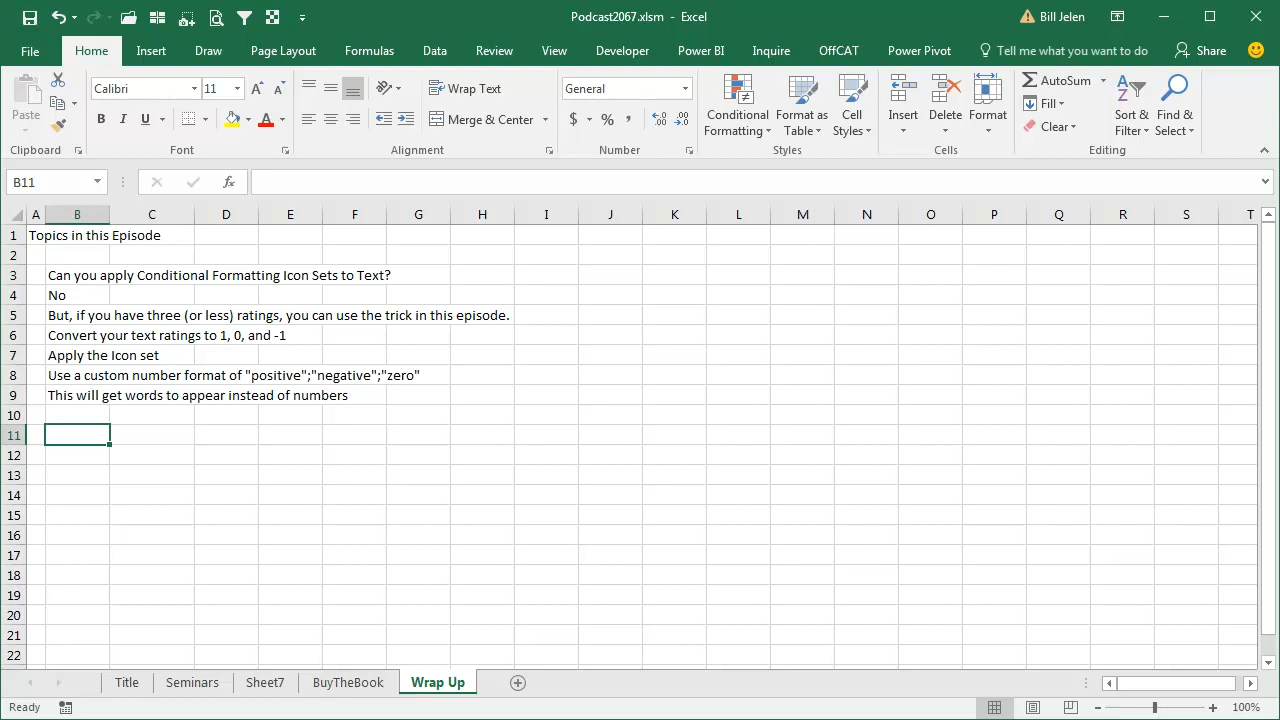 Podcast2067.xlsm - Excel
Bill Jelen
File Home Insert Draw Page Layout Formulas Data Review View Developer Power BI Inquire OffCAT Power Pivot Tell me what you want to do Share
Paste
Clipboard
Calibri 11
B I U A
Font
Wrap Text
Merge & Center
Alignment
General
$ % ,
Number
Conditional Formatting
Format as Table
Cell Styles
Styles
Insert Delete Format
Cells
AutoSum
Fill
Clear
Sort & Filter
Find & Select
Editing
B11 fx
A B C D E F G H I J K L M N O P Q R S T
1 Topics in this Episode
2
3 Can you apply Conditional Formatting Icon Sets to Text?
4 No
5 But, if you have three (or less) ratings, you can use the trick in this episode.
6 Convert your text ratings to 1, 0, and -1
7 Apply the Icon set
8 Use a custom number format of "positive";"negative";"zero"
9 This will get words to appear instead of numbers
10
11
12
13
14
15
16
17
18
19
20
21
22
Title Seminars Sheet7 BuyTheBook Wrap Up
Ready 100%